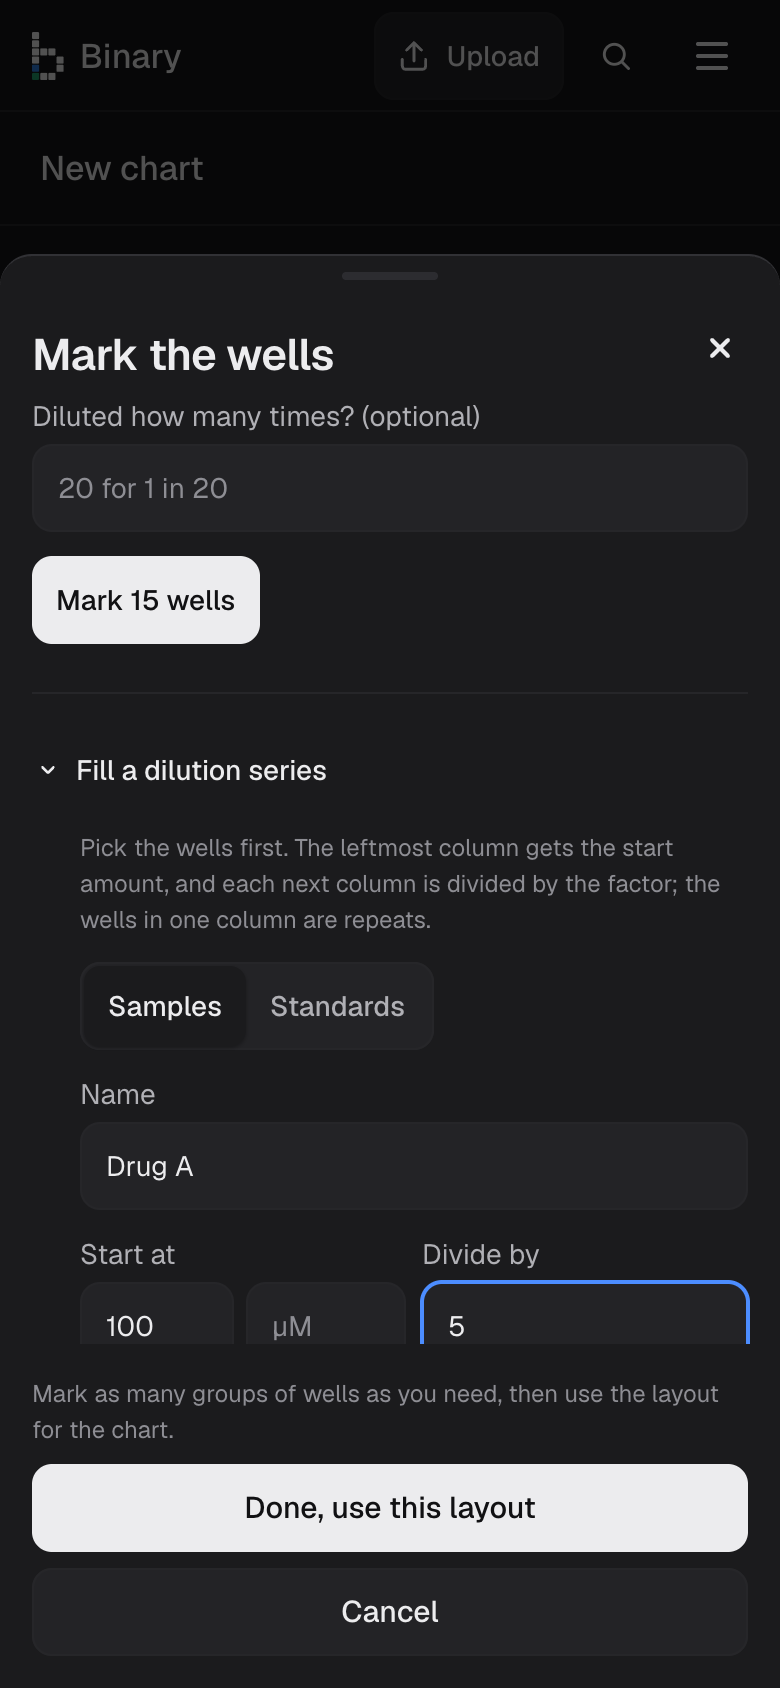 Binary
Upload
New chart
Mark the wells
Diluted how many times? (optional)
20 for 1 in 20
Mark 15 wells
Fill a dilution series
Pick the wells first. The leftmost column gets the start
amount, and each next column is divided by the factor; the
wells in one column are repeats.
Samples Standards
Name
Drug A
Start at Divide by
100 µM 5
Mark as many groups of wells as you need, then use the layout
for the chart.
Done, use this layout
Cancel